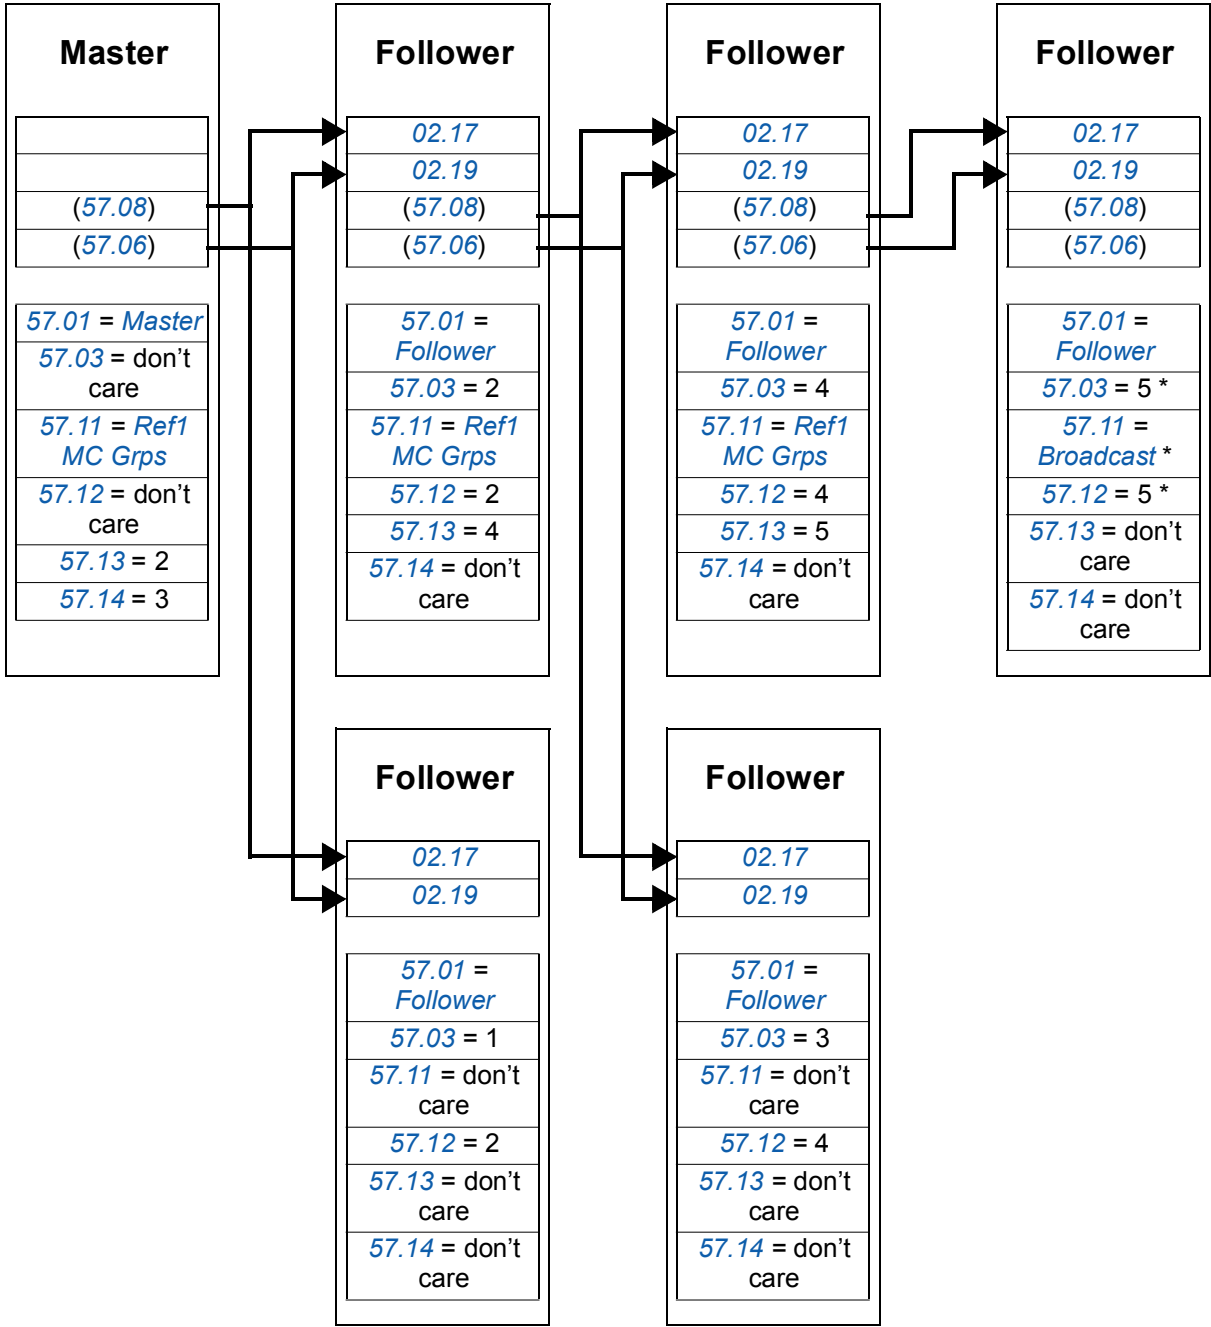 Master
(57.08)
(57.06)
57.01 = Master
57.03 = don't
care
57.11 = Ref1
MC Grps
57.12 = don't
care
57.13 = 2
57.14 = 3
Follower
02.17
02.19
(57.08)
(57.06)
57.01 =
Follower
57.03 = 2
57.11 = Ref1
MC Grps
57.12 = 2
57.13 = 4
57.14 = don't
care
Follower
02.17
02.19
(57.08)
(57.06)
57.01 =
Follower
57.03 = 4
57.11 = Ref1
MC Grps
57.12 = 4
57.13 = 5
57.14 = don't
care
Follower
02.17
02.19
(57.08)
(57.06)
57.01 =
Follower
57.03 = 5 *
57.11 =
Broadcast *
57.12 = 5 *
57.13 = don't
care
57.14 = don't
care
Follower
02.17
02.19
57.01 =
Follower
57.03 = 1
57.11 = don't
care
57.12 = 2
57.13 = don't
care
57.14 = don't
care
Follower
02.17
02.19
57.01 =
Follower
57.03 = 3
57.11 = don't
care
57.12 = 4
57.13 = don't
care
57.14 = don't
care